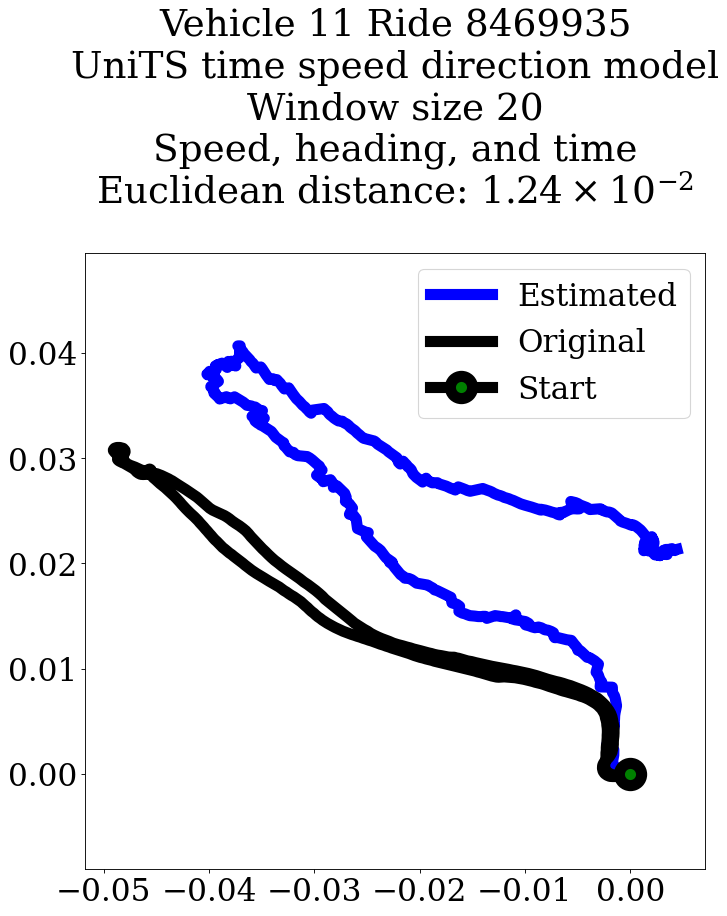 Vehicle 11 Ride 8469935
UniTS time speed direction model
Window size 20
Speed, heading, and time
Euclidean distance: 1.24 × 10⁻²
Estimated
Original
Start
0.04
0.03
0.02
0.01
0.00
−0.05 −0.04 −0.03 −0.02 −0.01 0.00